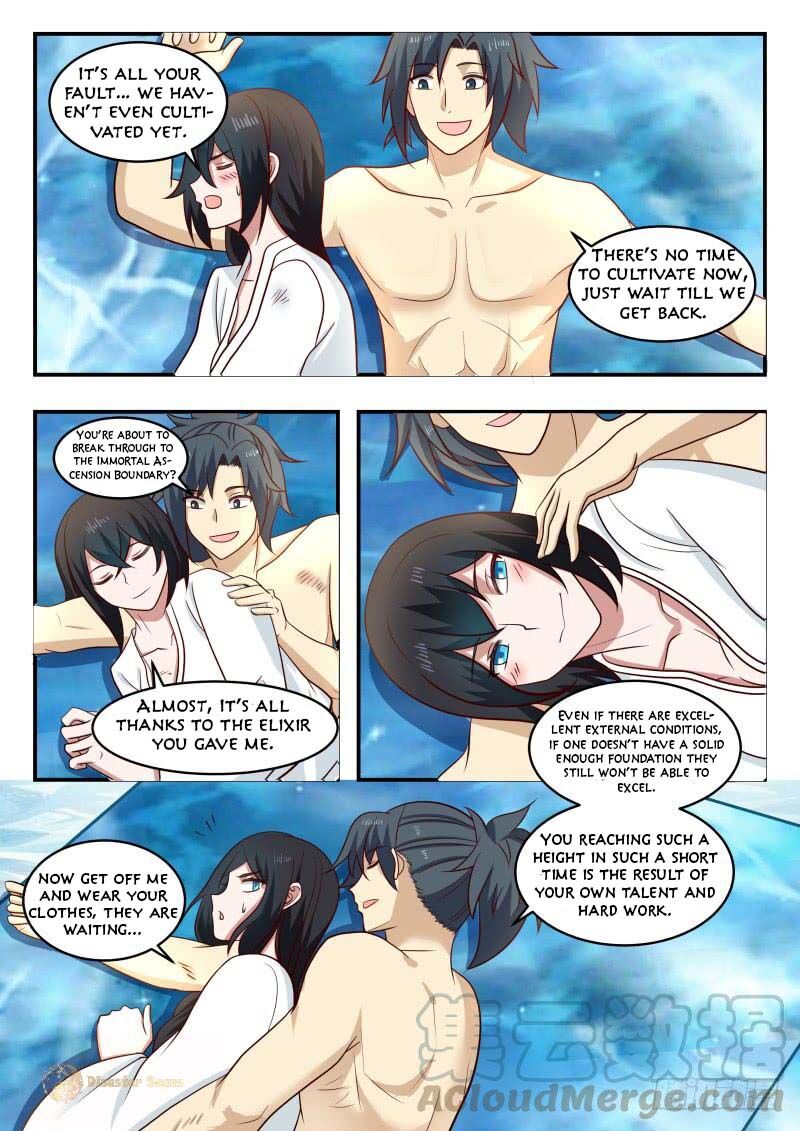 IT'S ALL YOUR
FAULT... WE HAV-
EN'T EVEN CULTI-
VATED YET.
THERE'S NO TIME
TO CULTIVATE NOW,
JUST WAIT TILL WE
GET BACK.
YOU'RE ABOUT TO
BREAK THROUGH TO
THE IMMORTAL AS-
CENSION BOUNDARY?
ALMOST, IT'S ALL
THANKS TO THE ELIXIR
YOU GAVE ME.
EVEN IF THERE ARE EXCEL-
LENT EXTERNAL CONDITIONS,
IF ONE DOESN'T HAVE A SOLID
ENOUGH FOUNDATION THEY
STILL WON'T BE ABLE TO
EXCEL.
YOU REACHING SUCH A
HEIGHT IN SUCH A SHORT
TIME IS THE RESULT OF
YOUR OWN TALENT AND
HARD WORK.
NOW GET OFF ME
AND WEAR YOUR
CLOTHES, THEY ARE
WAITING...
集云数据
ACloudMerge.com
Disaster Scans